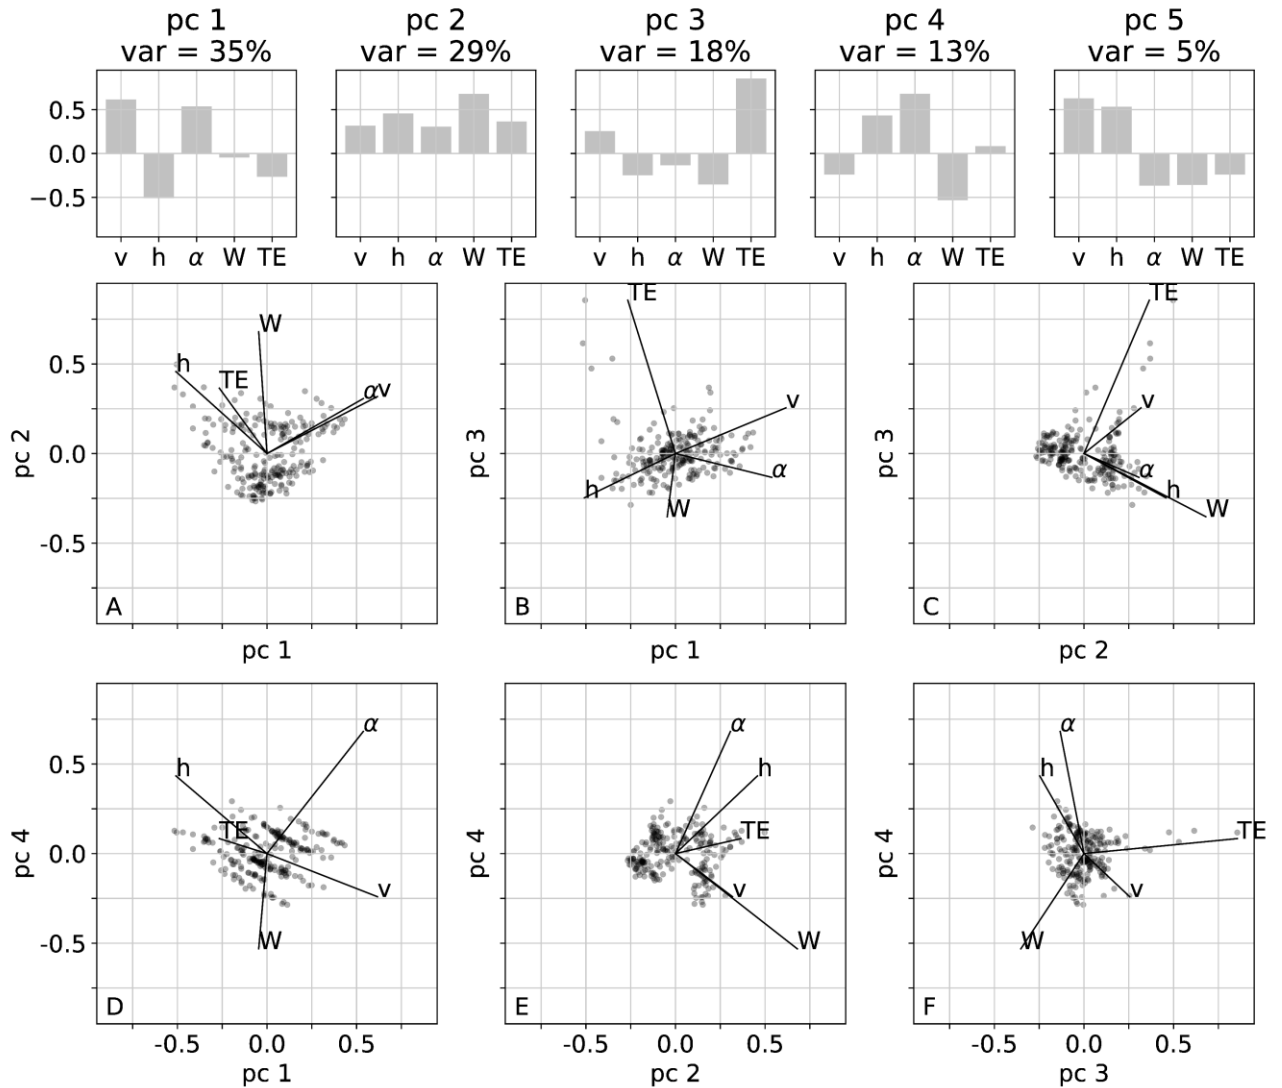 pc 1 pc 2 pc 3 pc 4 pc 5
var = 35% var = 29% var = 18% var = 13% var = 5%
0.5
0.0
−0.5
v h α W TE v h α W TE v h α W TE v h α W TE v h α W TE
pc 2
0.5
0.0
-0.5
W
h
TE
α
v
A
pc 1
pc 3
TE
v
α
h
W
B
pc 1
pc 3
TE
v
α
h
W
C
pc 2
pc 4
0.5
0.0
-0.5
α
h
TE
v
W
D
-0.5 0.0 0.5
pc 1
pc 4
α
h
TE
v
W
E
-0.5 0.0 0.5
pc 2
pc 4
α
h
TE
v
W
F
-0.5 0.0 0.5
pc 3